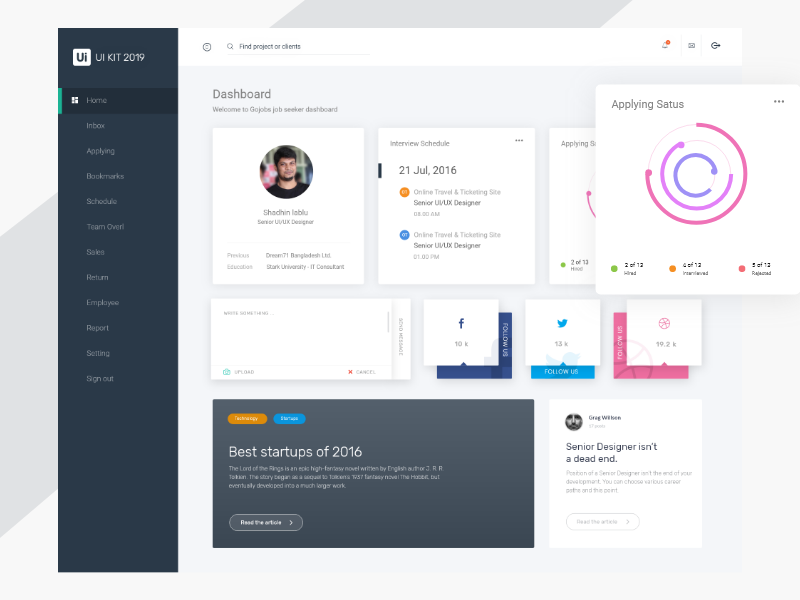 Ui UI KIT 2019
Find project or clients
Home
Inbox
Applying
Bookmarks
Schedule
Team Overl
Sales
Return
Employee
Report
Setting
Sign out
Dashboard
Welcome to Gojobs job seeker dashboard
Shadhin lablu
Senior UI/UX Designer
Previous Dream71 Bangladesh Ltd.
Education Stark University - IT Consultant
Interview Schedule
21 Jul, 2016
Online Travel & Ticketing Site
Senior UI/UX Designer
08.00 AM
Online Travel & Ticketing Site
Senior UI/UX Designer
01.00 PM
Applying S
2 of 13
Hired
Applying Satus
2 of 13
Hired
6 of 13
Interviewed
5 of 13
Rejected
WRITE SOMETHING...
SEND MESSAGE
UPLOAD
CANCEL
10 k
FOLLOW US
13 k
FOLLOW US
19.2 k
FOLLOW US
Technology
Startups
Best startups of 2016
The Lord of the Rings is an epic high-fantasy novel written by English author J. R. R.
Tolkien. The story began as a sequel to Tolkien's 1937 fantasy novel The Hobbit, but
eventually developed into a much larger work.
Read the article
Greg Willson
Senior Designer isn't
a dead end.
Position of a Senior Designer isn't the end of your
development. You can choose various career
paths and this point.
Read the article